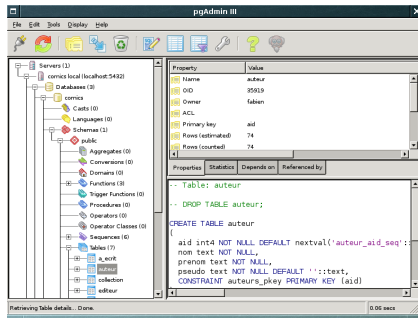 pgAdmin III
File Edit Tools Display Help
Servers (1)
comics local (localhost:5432)
Databases (3)
comics
Casts (0)
Languages (0)
Schemas (1)
public
Aggregates (0)
Conversions (0)
Domains (0)
Functions (3)
Trigger Functions (0)
Procedures (0)
Operators (0)
Operator Classes (0)
Sequences (6)
Tables (7)
a_ecrit
auteur
collection
editeur
Property Value
Name auteur
OID 35919
Owner fabien
ACL
Primary key aid
Rows (estimated) 74
Rows (counted) 74
Properties Statistics Depends on Referenced by
-- Table: auteur
-- DROP TABLE auteur;
CREATE TABLE auteur
(
aid int4 NOT NULL DEFAULT nextval('auteur_aid_seq'::
nom text NOT NULL,
prenom text NOT NULL,
pseudo text NOT NULL DEFAULT ''::text,
CONSTRAINT auteurs_pkey PRIMARY KEY (aid)
Retrieving Table details... Done. 0.06 secs